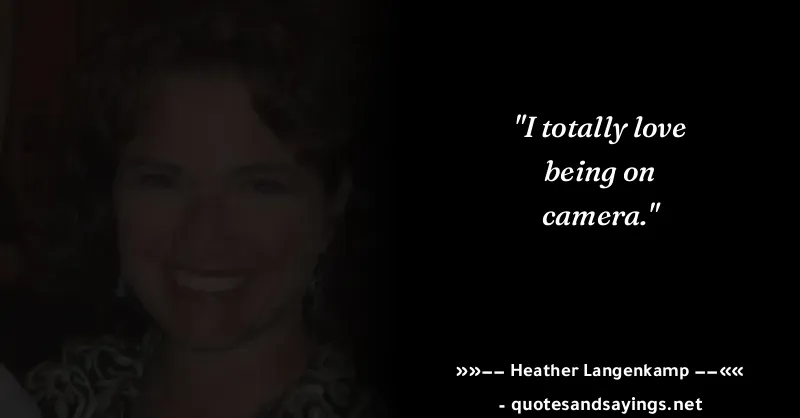 "I totally love
being on
camera."
»»−− Heather Langenkamp −−««
- quotesandsayings.net